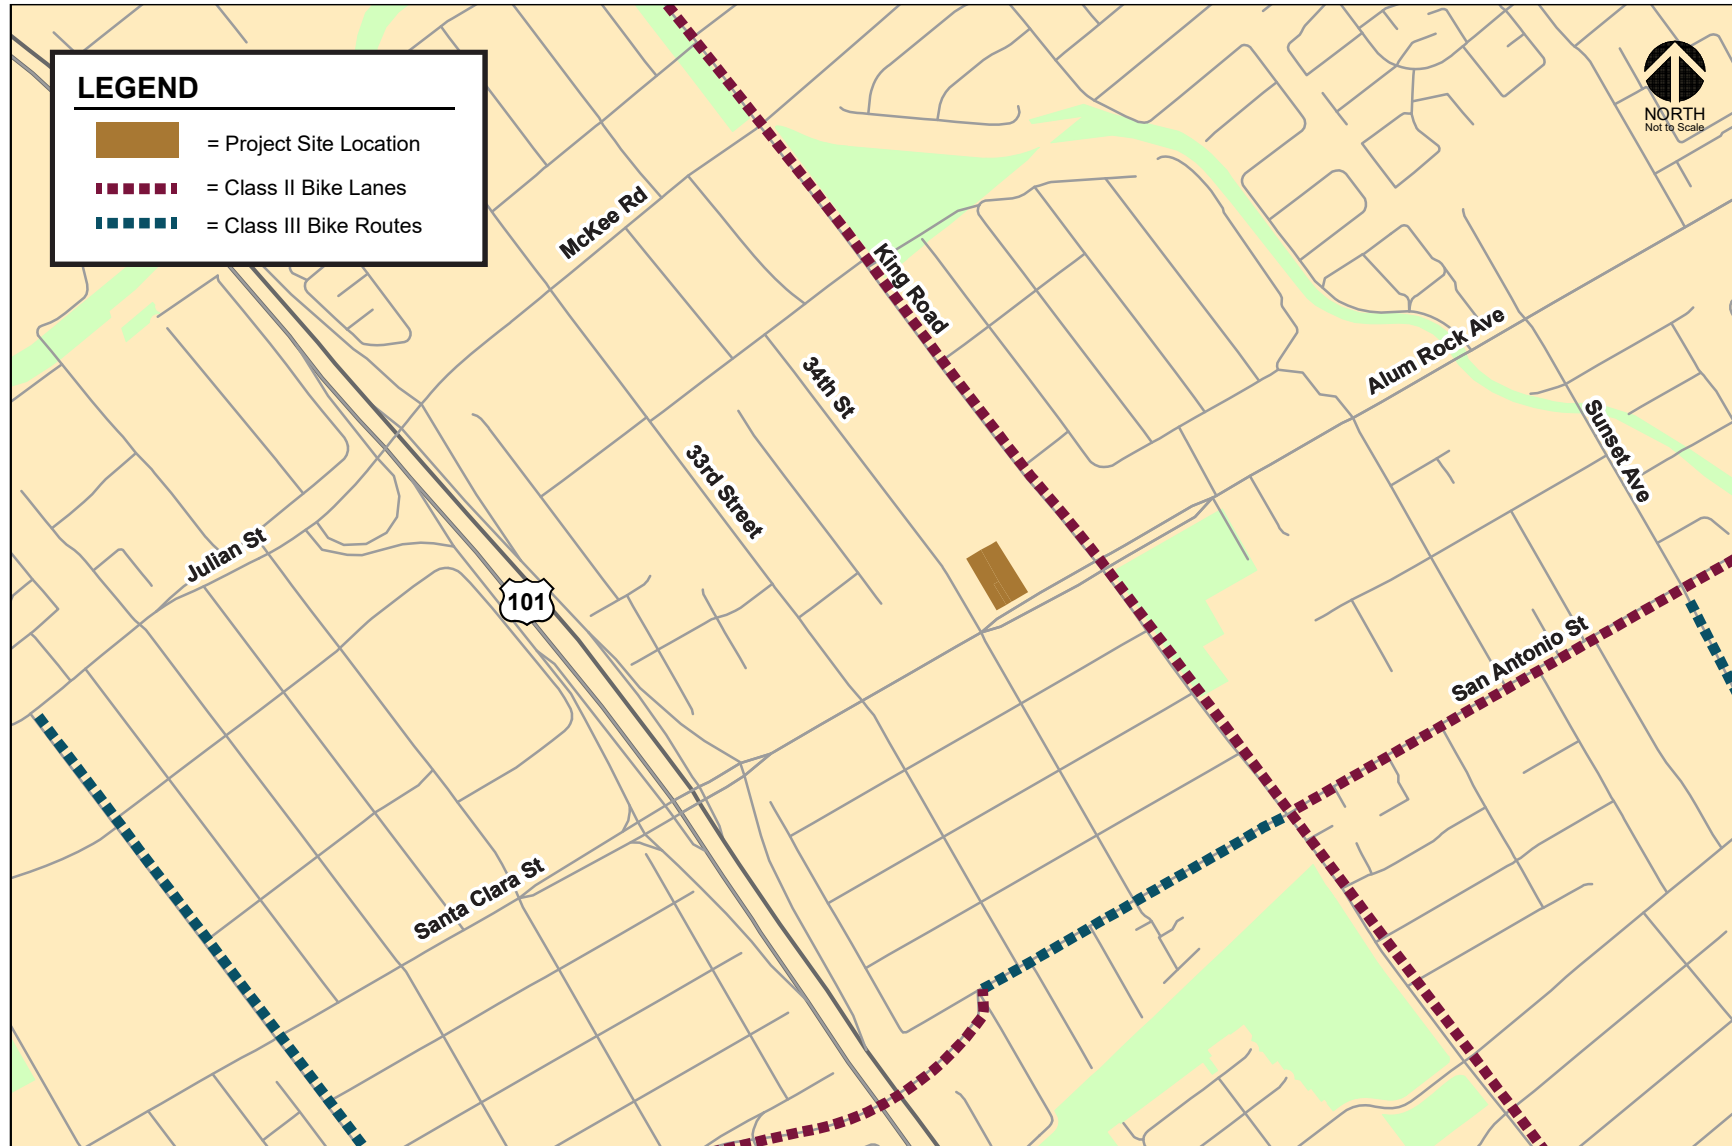 LEGEND
= Project Site Location
= Class II Bike Lanes
= Class III Bike Routes
NORTH
Not to Scale
McKee Rd
King Road
Alum Rock Ave
34th St
Sunset Ave
33rd Street
Julian St
101
San Antonio St
Santa Clara St